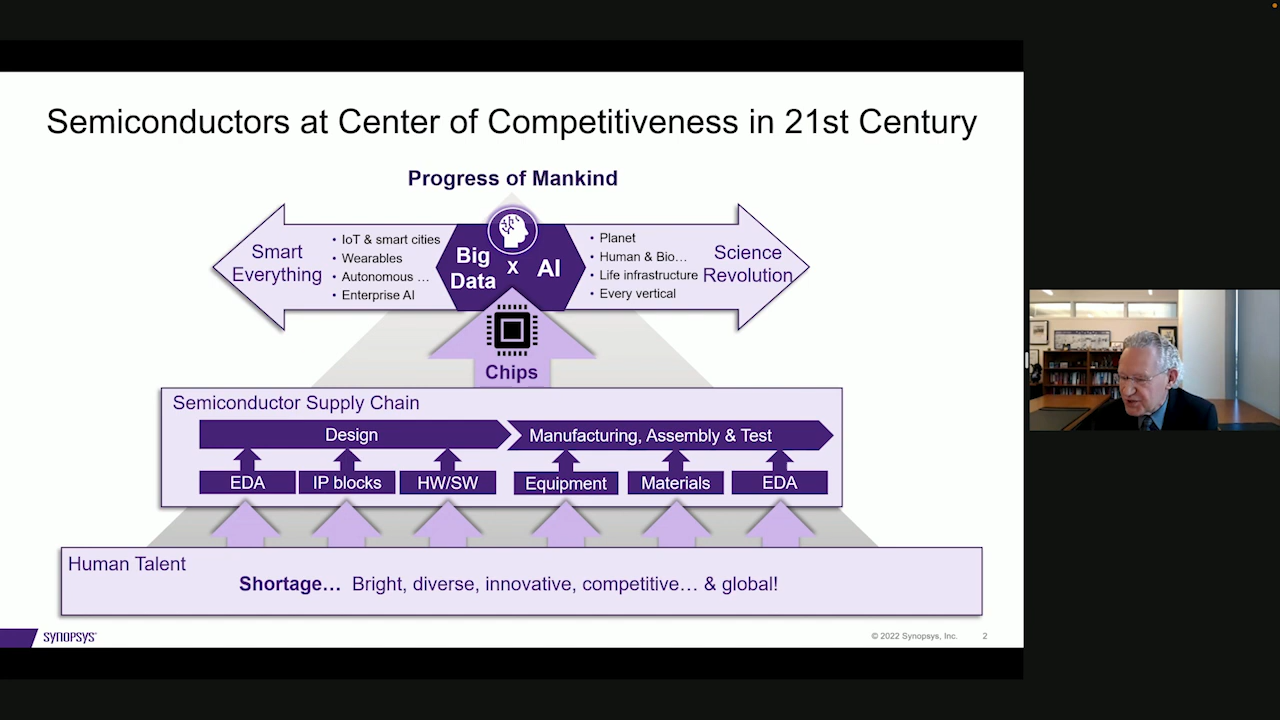 Semiconductors at Center of Competitiveness in 21st Century
Progress of Mankind
Smart
Everything
• IoT & smart cities
• Wearables
• Autonomous …
• Enterprise AI
Big
Data
X
AI
• Planet
• Human & Bio…
• Life infrastructure
• Every vertical
Science
Revolution
Chips
Semiconductor Supply Chain
Design
Manufacturing, Assembly & Test
EDA
IP blocks
HW/SW
Equipment
Materials
EDA
Human Talent
Shortage… Bright, diverse, innovative, competitive… & global!
SYNOPSYS®
© 2022 Synopsys, Inc.
2